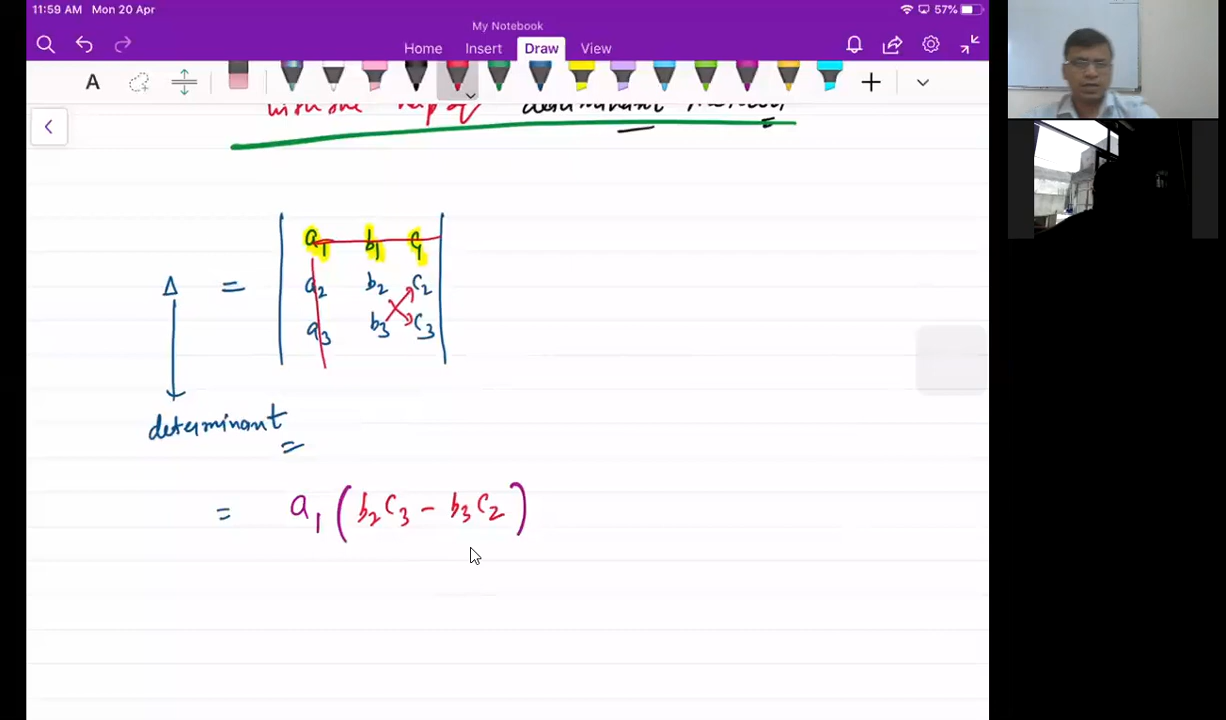 11:59 AM Mon 20 Apr
57%
My Notebook
Home Insert Draw View
A
determinant
Δ = | a₁ b₁ c₁ |
| a₂ b₂ c₂ |
| a₃ b₃ c₃ |
determinant
= a₁ (b₂c₃ - b₃c₂)